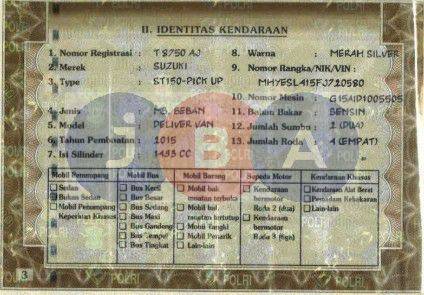 II. IDENTITAS KENDARAAN
1. Nomor Registrasi : T 8750 AJ
2. Merek : SUZUKI
3. Type : ST150-PICK UP
4. Jenis : MB. BEBAN
5. Model : DELIVER VAN
6. Tahun Pembuatan : 2015
7. Isi Silinder : 1493 CC
8. Warna : MERAH SILVER
9. Nomor Rangka/NIK/VIN :
MHYESL415FJ720580
10. Nomor Mesin : G15AID1005505
11. Bahan Bakar : BENSIN
12. Jumlah Sumbu : 2 (DUA)
13. Jumlah Roda : 4 (EMPAT)
Mobil Penumpang
Sedan
Bukan Sedan
Mobil Penumpang
Keperluan Khusus
Mobil Bus
Bus Kecil
Bus Besar
Bus Sedang
Bus Maxi
Bus Gandeng
Bus Tempel
Bus Tingkat
Mobil Barang
Mobil bak
muatan terbuka
Mobil bak
muatan tertutup
Mobil Tangki
Mobil Penarik
Lain-lain
Sepeda Motor
Kendaraan
bermotor
Roda 2 (dua)
Kendaraan
bermotor
Roda 3 (tiga)
Kendaraan Khusus
Kendaraan Alat Berat
Pemadam Kebakaran
Lain-lain
JBA
3
POLRI
POLRI
POLRI